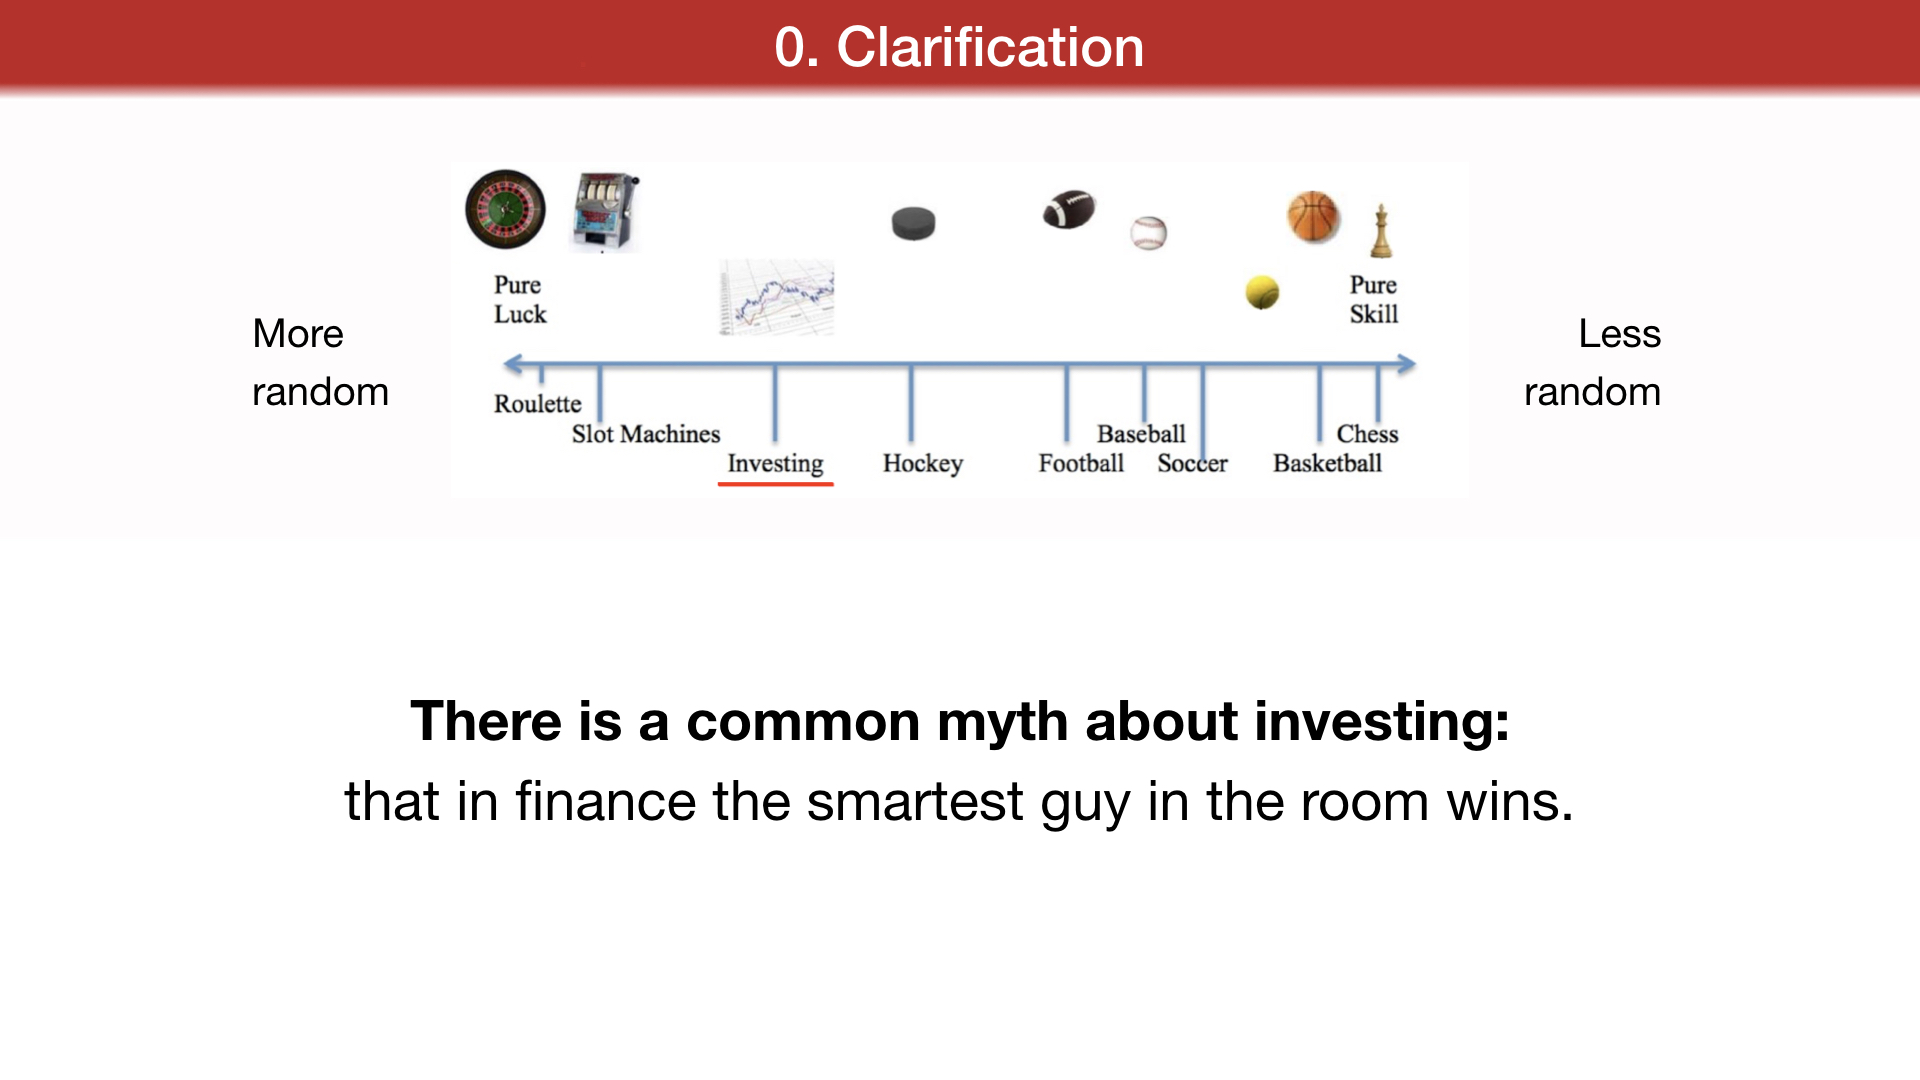 0. Clarification
Pure
Luck
Pure
Skill
More
random
Less
random
Roulette
Slot Machines
Baseball
Chess
Investing
Hockey
Football
Soccer
Basketball
There is a common myth about investing:
that in finance the smartest guy in the room wins.